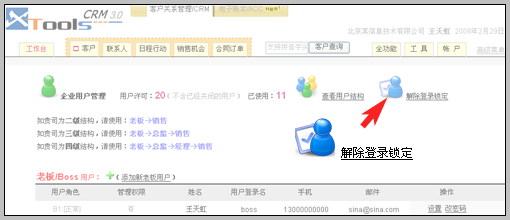 客户关系管理/CRM
XTools CRM 3.0
北京某信息技术有限公司 王天虹 2008年2月29日
工作台 客户 联系人 日程行动 销售机会 合同订单 支持拼音字头 客户查询 全功能 工具 帐户 高级菜单
企业用户管理 用户许可：20（不含已经关闭的用户） 已使用：11 查看用户结构 解除登录锁定
如贵司为二级结构，请使用：老板->销售
如贵司为三级结构，请使用：老板->总监->销售
如贵司为四级结构，请使用：老板->总监->经理->销售
解除登录锁定
老板/Boss 用户：（添加新老板用户）
用户角色 管理权限 姓名 用户登录名 手机 邮件 操作
B1[正常] 有 王天虹 boss 13000000000 sina@sina.com 设置 改密码